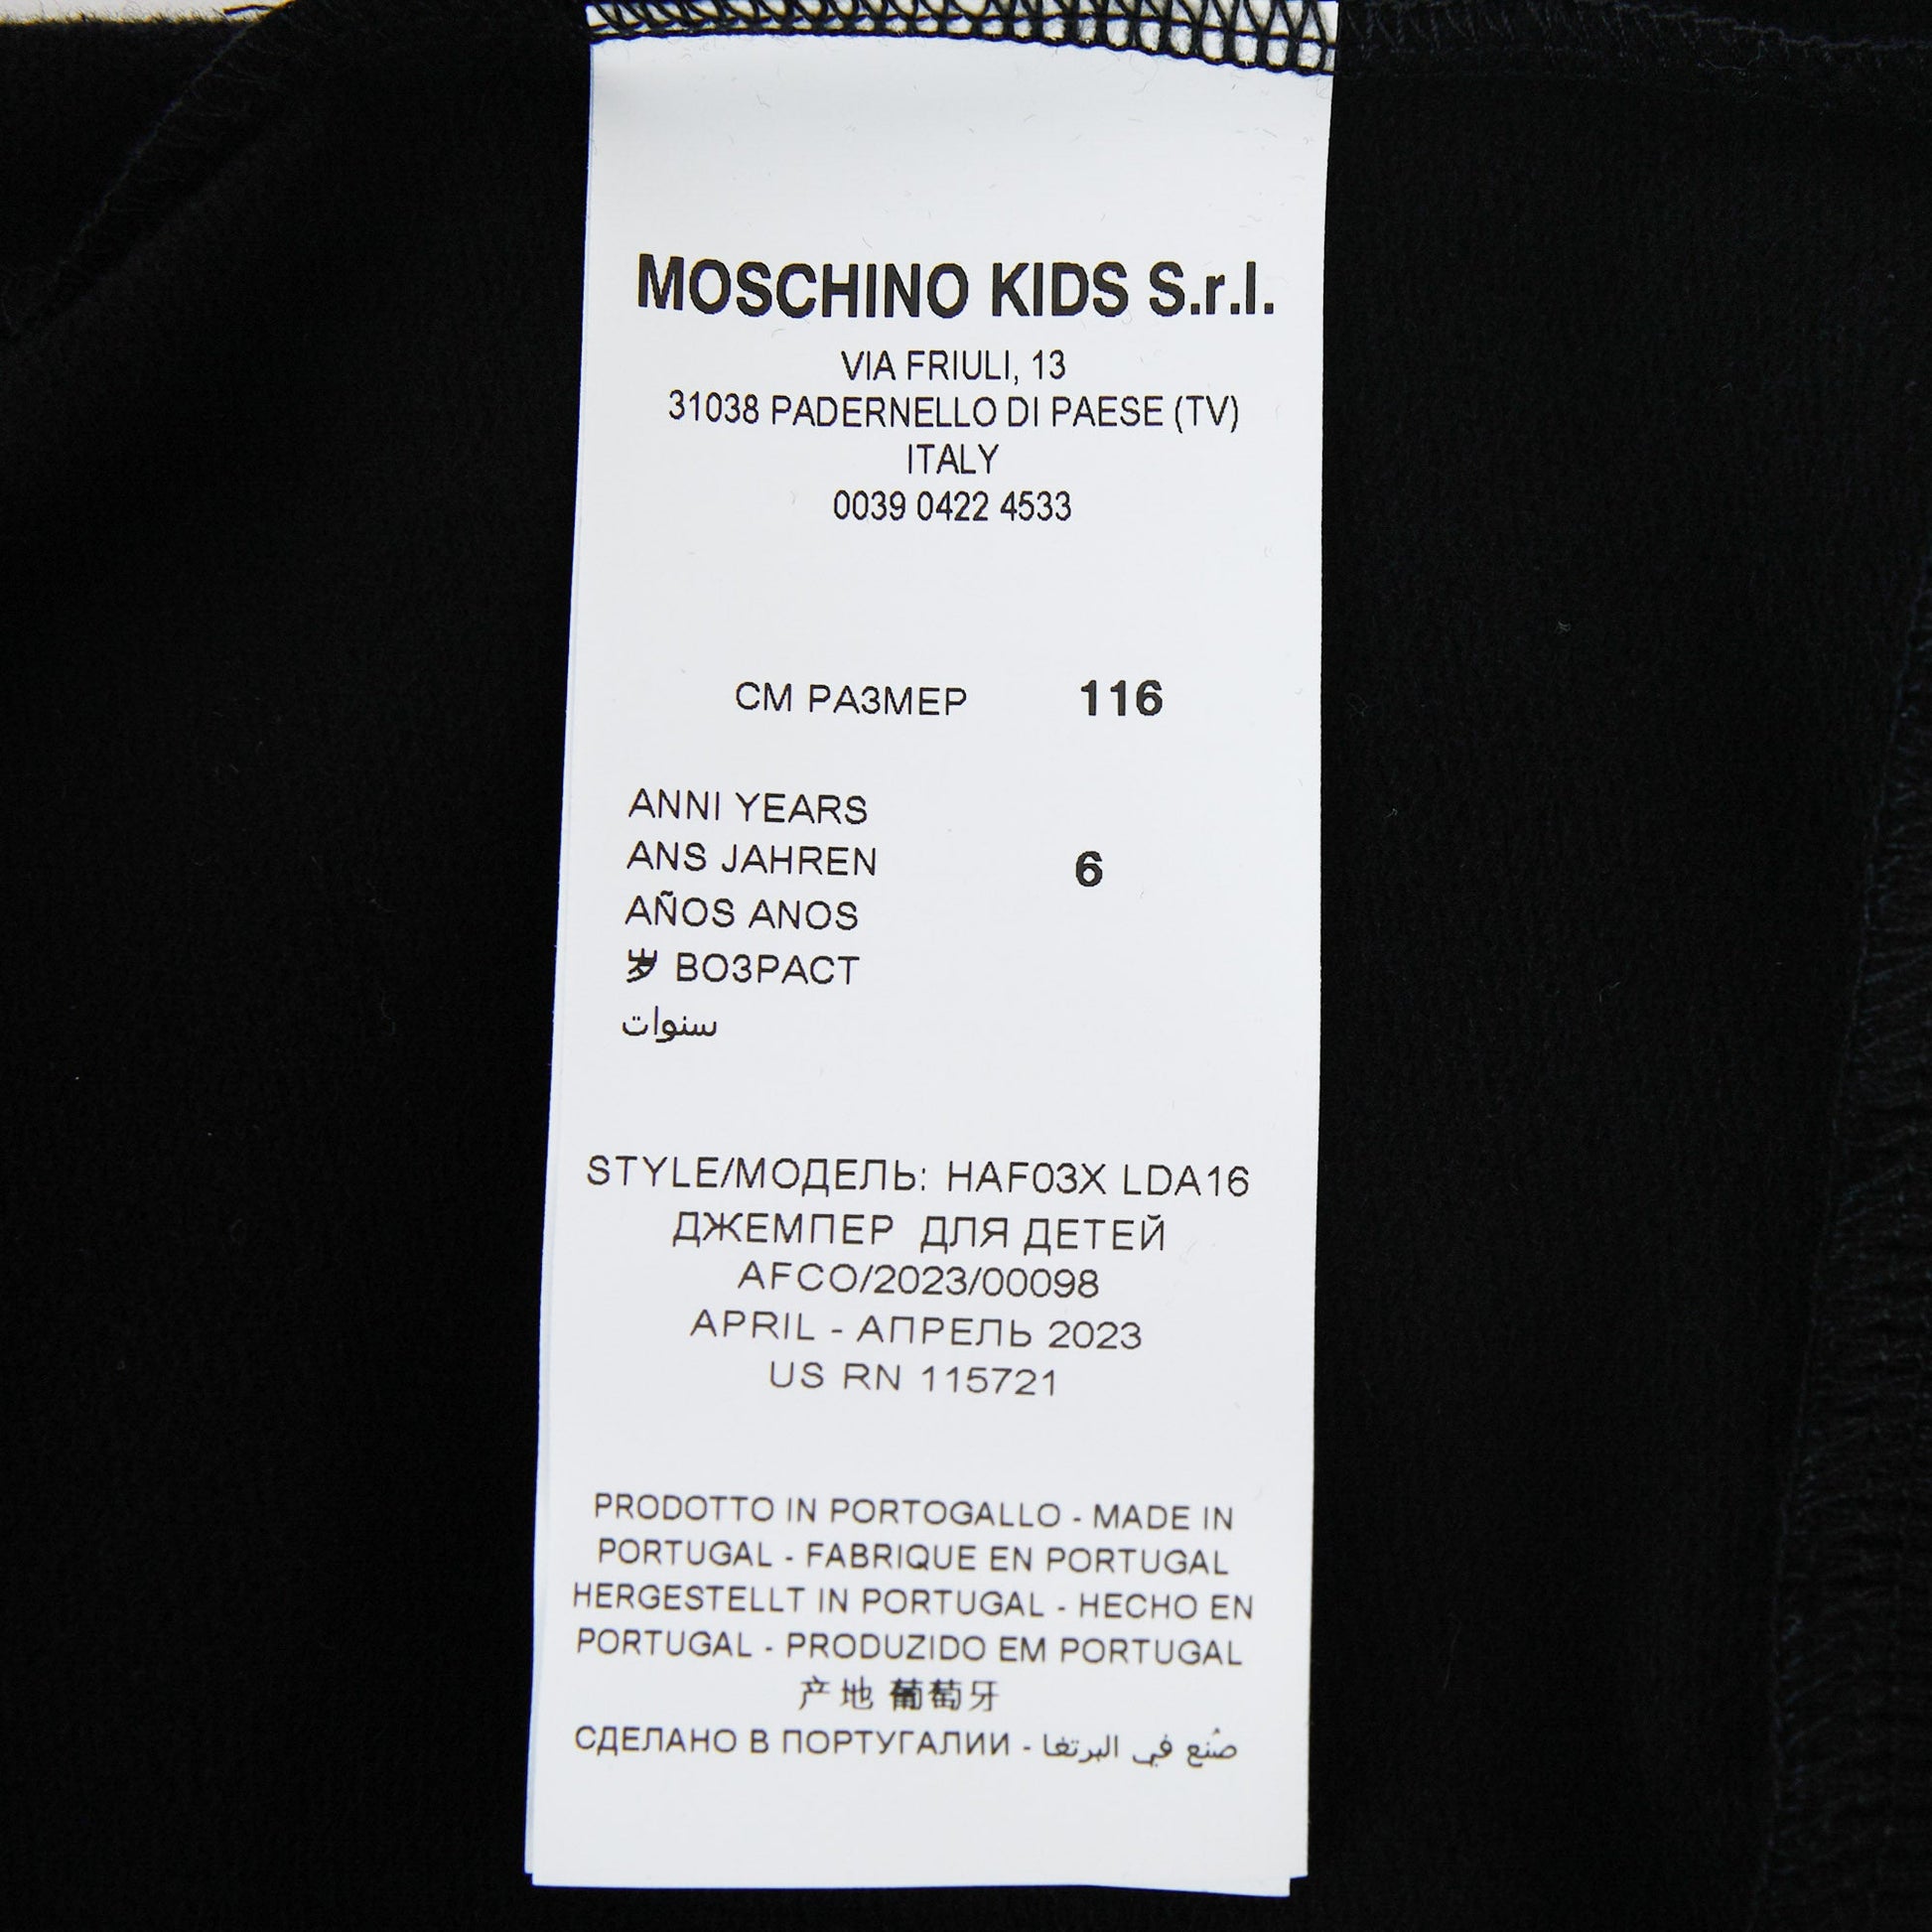 MOSCHINO KIDS S.r.l.
VIA FRIULI, 13
31038 PADERNELLO DI PAESE (TV)
ITALY
0039 0422 4533
СМ РАЗМЕР 116
ANNI YEARS
ANS JAHREN 6
AÑOS ANOS
岁 ВОЗРАСТ
سنوات
STYLE/МОДЕЛЬ: HAF03X LDA16
ДЖЕМПЕР ДЛЯ ДЕТЕЙ
AFCO/2023/00098
APRIL - АПРЕЛЬ 2023
US RN 115721
PRODOTTO IN PORTOGALLO - MADE IN
PORTUGAL - FABRIQUE EN PORTUGAL
HERGESTELLT IN PORTUGAL - HECHO EN
PORTUGAL - PRODUZIDO EM PORTUGAL
产地 葡萄牙
СДЕЛАНО В ПОРТУГАЛИИ - صُنع في البرتغا